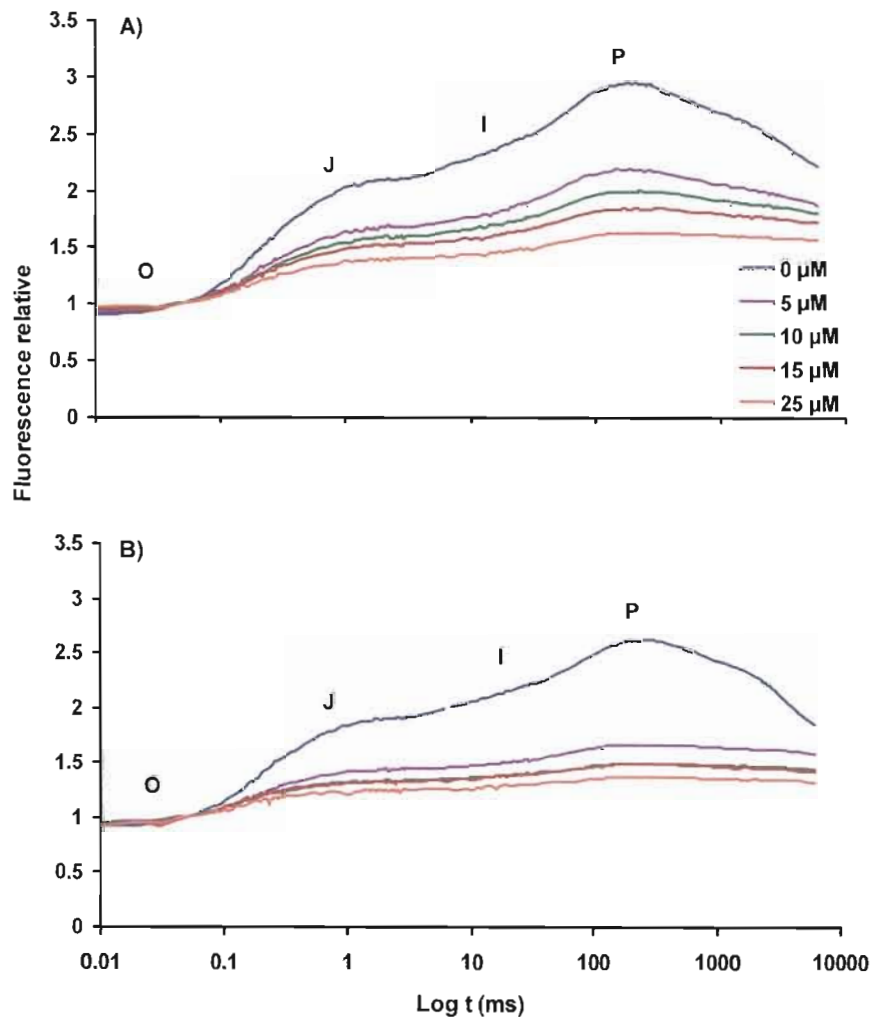 A)
3.5
3
2.5
2
1.5
1
0.5
0
O
J
I
P
0 µM
5 µM
10 µM
15 µM
25 µM
Fluorescence relative
B)
3.5
3
2.5
2
1.5
1
0.5
0
O
J
I
P
0.01 0.1 1 10 100 1000 10000
Log t (ms)